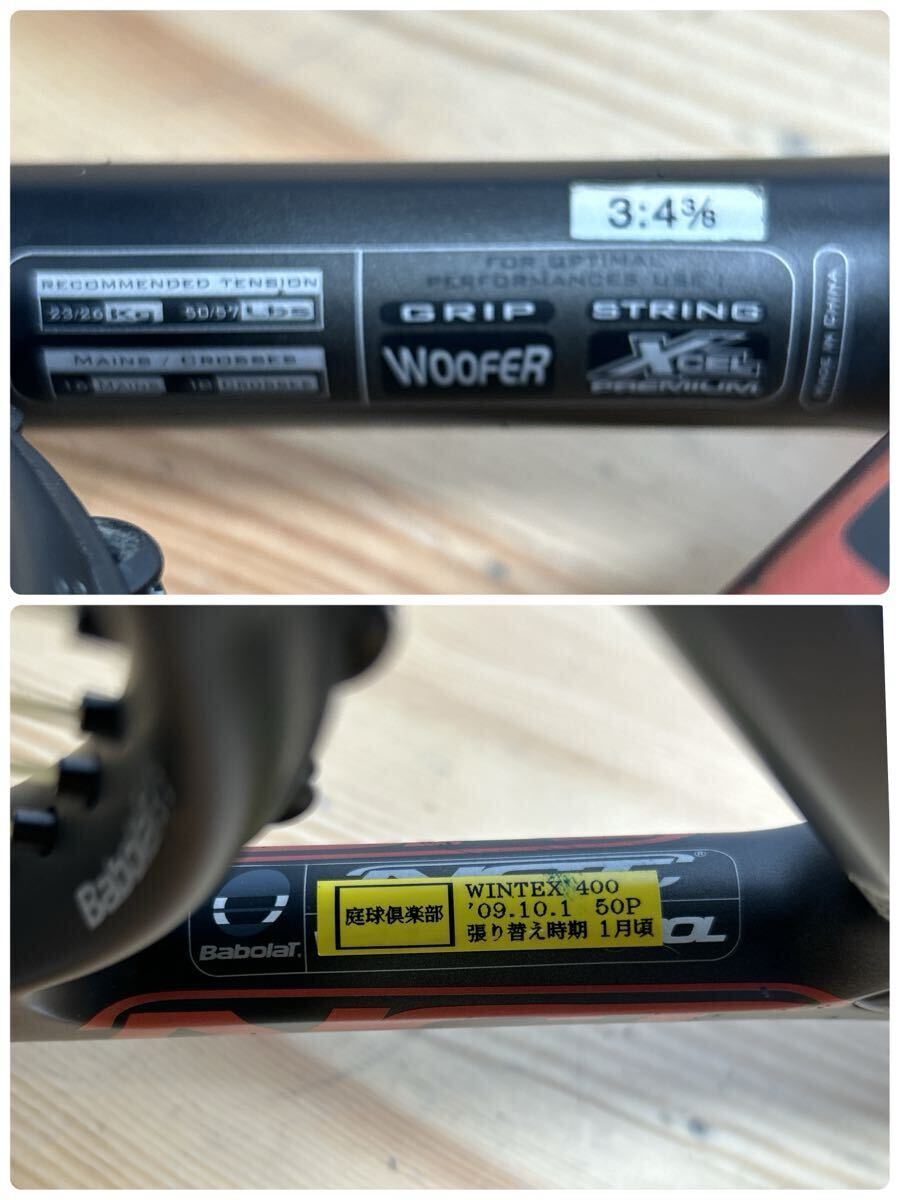 3:4⅜
RECOMMENDED TENSION
23/26 Kg 50/57 Lbs
MAINS / CROSSES
16 MAINS CROSSES
FOR OPTIMAL
PERFORMANCES USE :
GRIP STRING
WOOFER XCEL
PREMIUM
MADE IN CHINA
Babolat
Babolat
庭球倶楽部
WINTEX 400
'09.10.1 50P
張り替え時期 1月頃